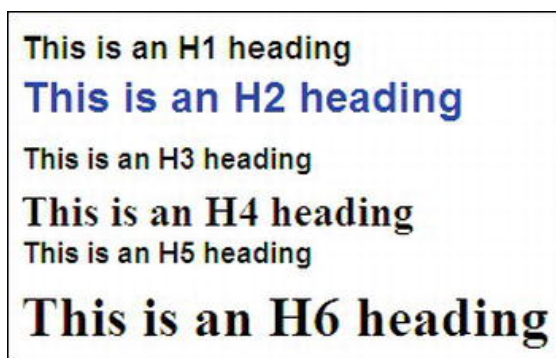 This is an H1 heading
This is an H2 heading
This is an H3 heading
This is an H4 heading
This is an H5 heading
This is an H6 heading